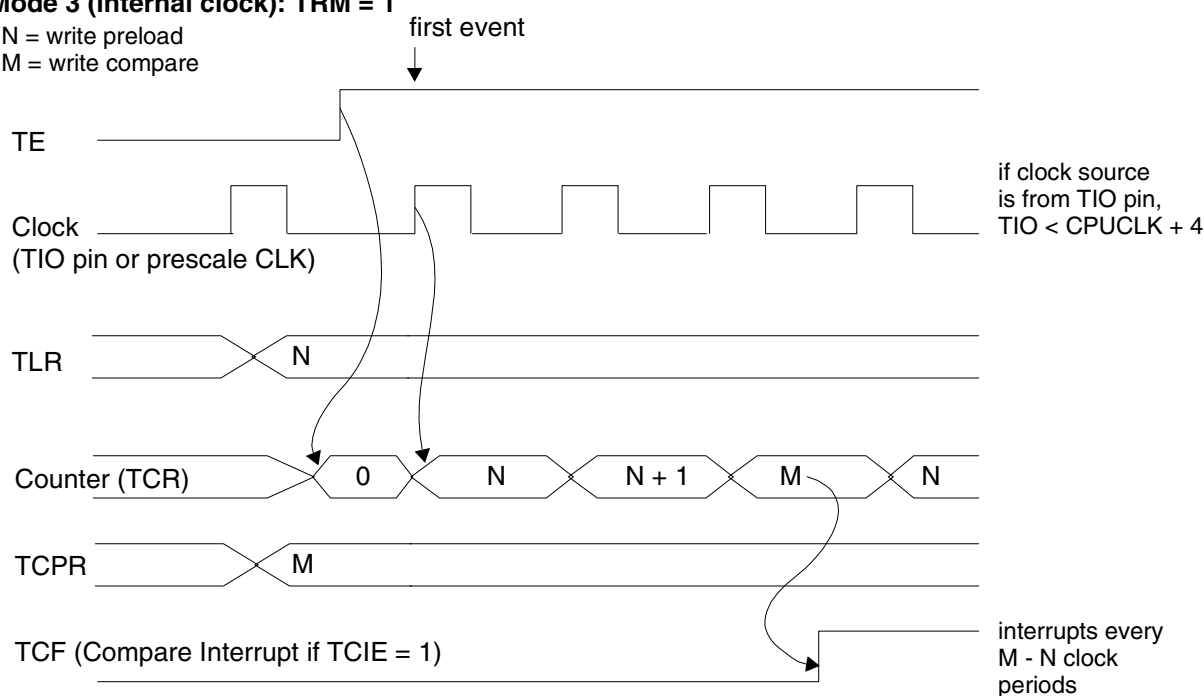 Mode 3 (internal clock): TRM = 1
N = write preload
M = write compare
first event
TE
Clock
(TIO pin or prescale CLK)
if clock source
is from TIO pin,
TIO < CPUCLK + 4
TLR
N
Counter (TCR)
0
N
N + 1
M
N
TCPR
M
TCF (Compare Interrupt if TCIE = 1)
interrupts every
M - N clock
periods